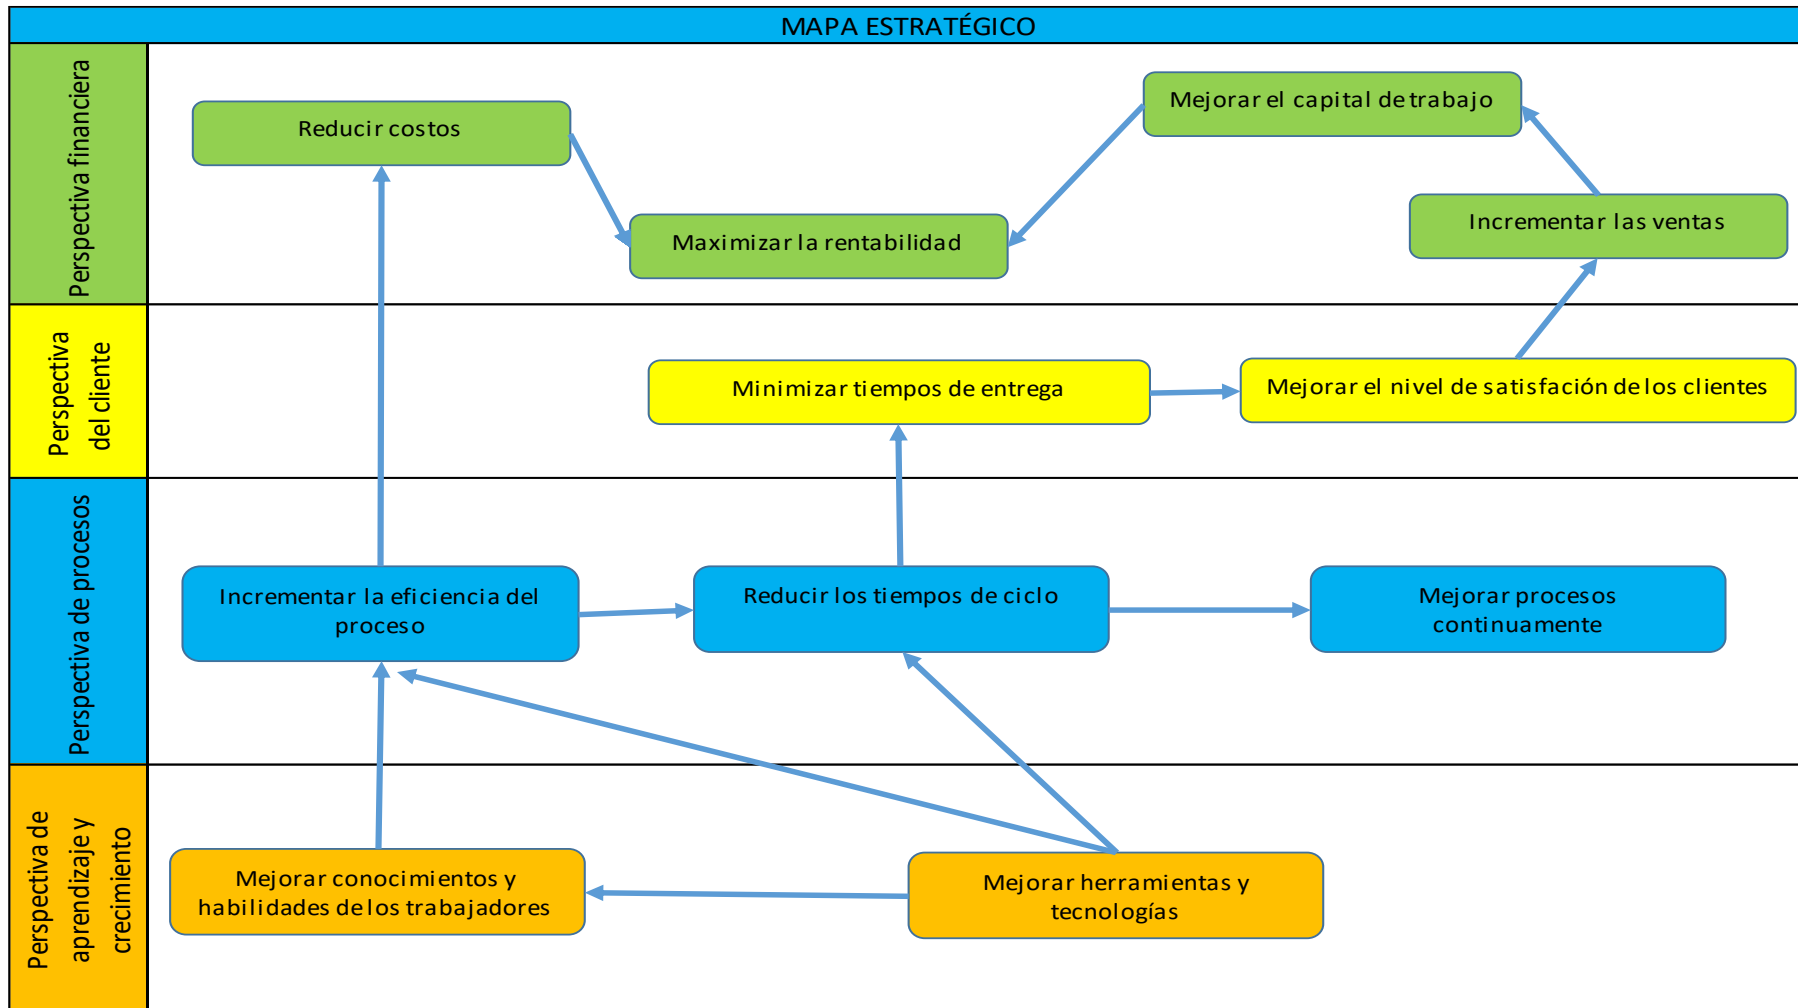 MAPA ESTRATÉGICO
Perspectiva financiera
Reducir costos
Mejorar el capital de trabajo
Maximizar la rentabilidad
Incrementar las ventas
Perspectiva
del cliente
Minimizar tiempos de entrega
Mejorar el nivel de satisfación de los clientes
Perspectiva de procesos
Incrementar la eficiencia del
proceso
Reducir los tiempos de ciclo
Mejorar procesos
continuamente
Perspectiva de
aprendizaje y
crecimiento
Mejorar conocimientos y
habilidades de los trabajadores
Mejorar herramientas y
tecnologías